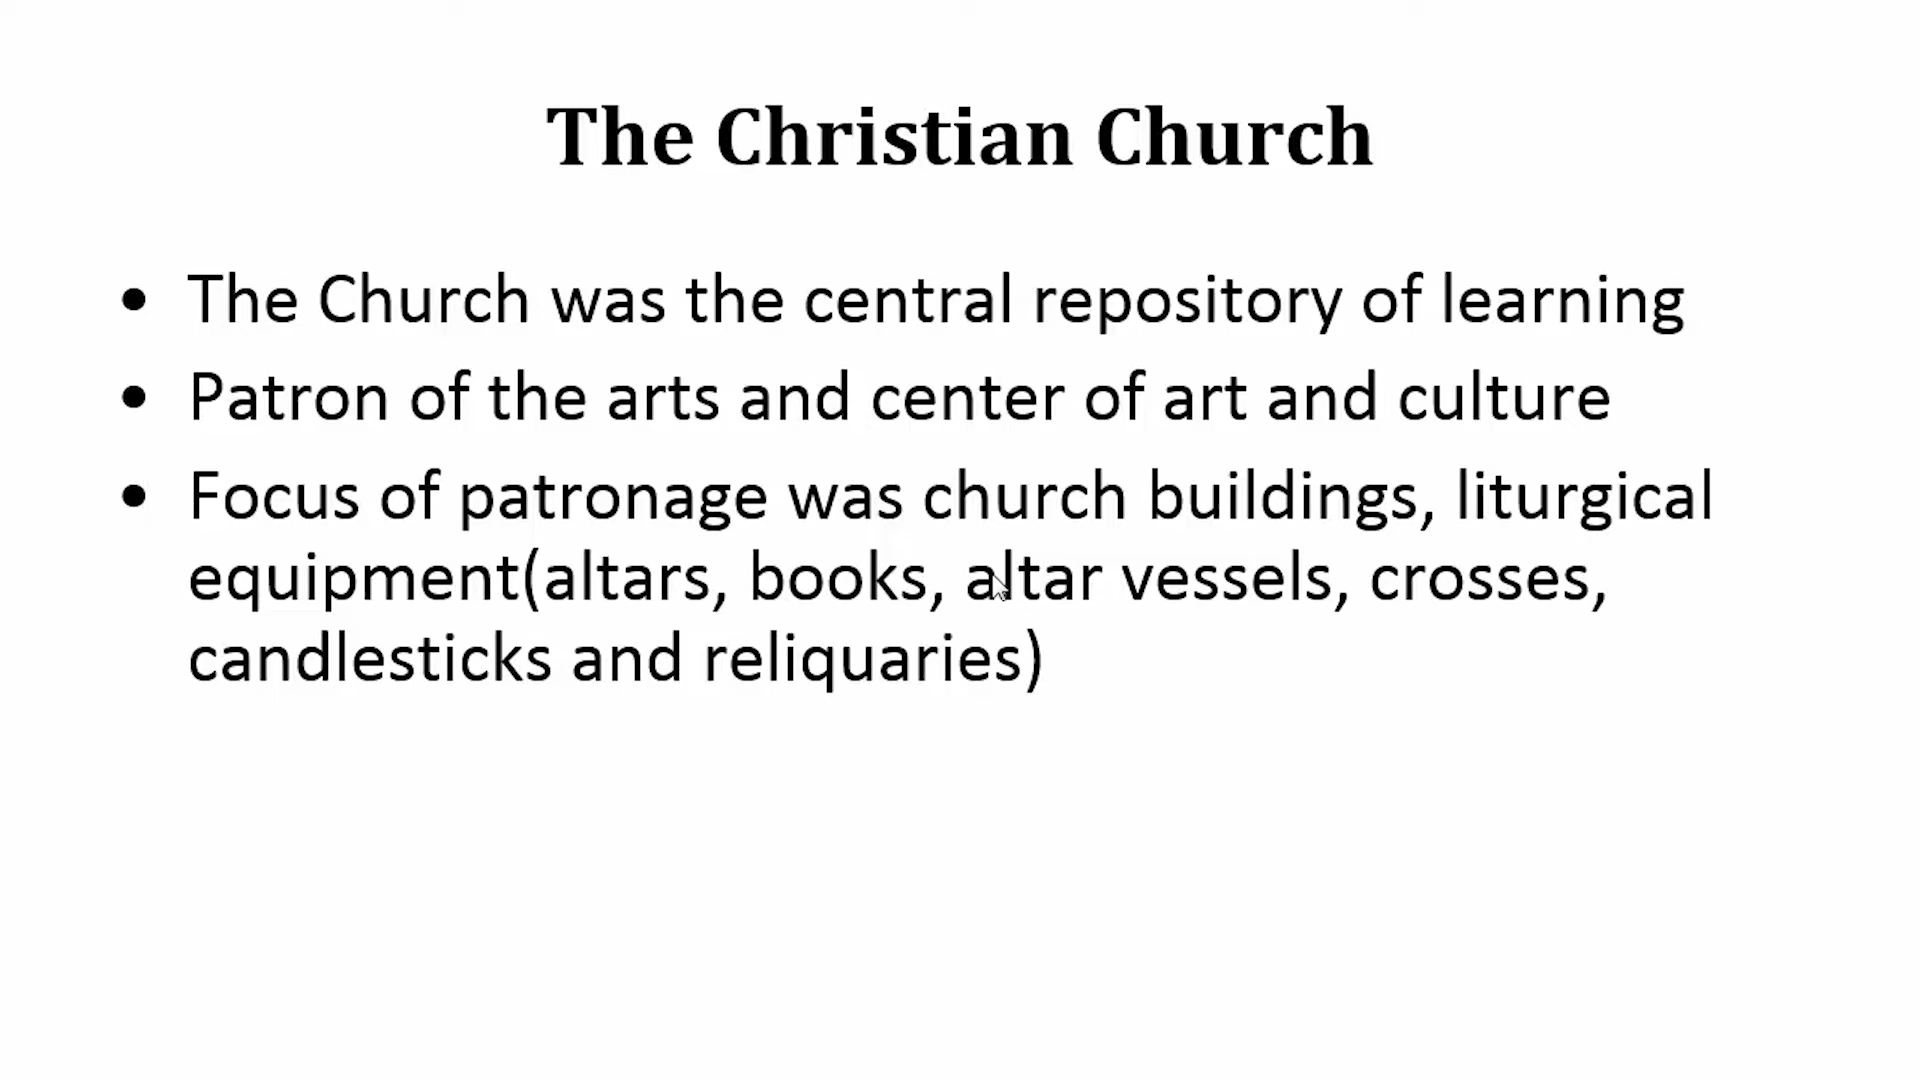 The Christian Church
• The Church was the central repository of learning
• Patron of the arts and center of art and culture
• Focus of patronage was church buildings, liturgical
equipment(altars, books, altar vessels, crosses,
candlesticks and reliquaries)